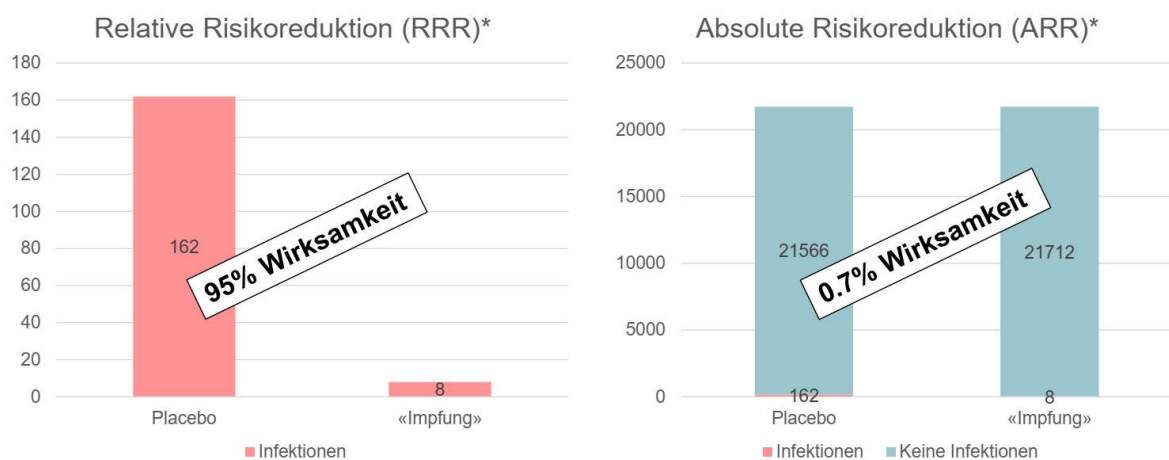 Relative Risikoreduktion (RRR)*
180
160
140
120
100
80
60
40
20
0
162
8
95% Wirksamkeit
Placebo
«Impfung»
Infektionen
Absolute Risikoreduktion (ARR)*
25000
20000
15000
10000
5000
0
21566
21712
162
8
0.7% Wirksamkeit
Placebo
«Impfung»
Infektionen
Keine Infektionen